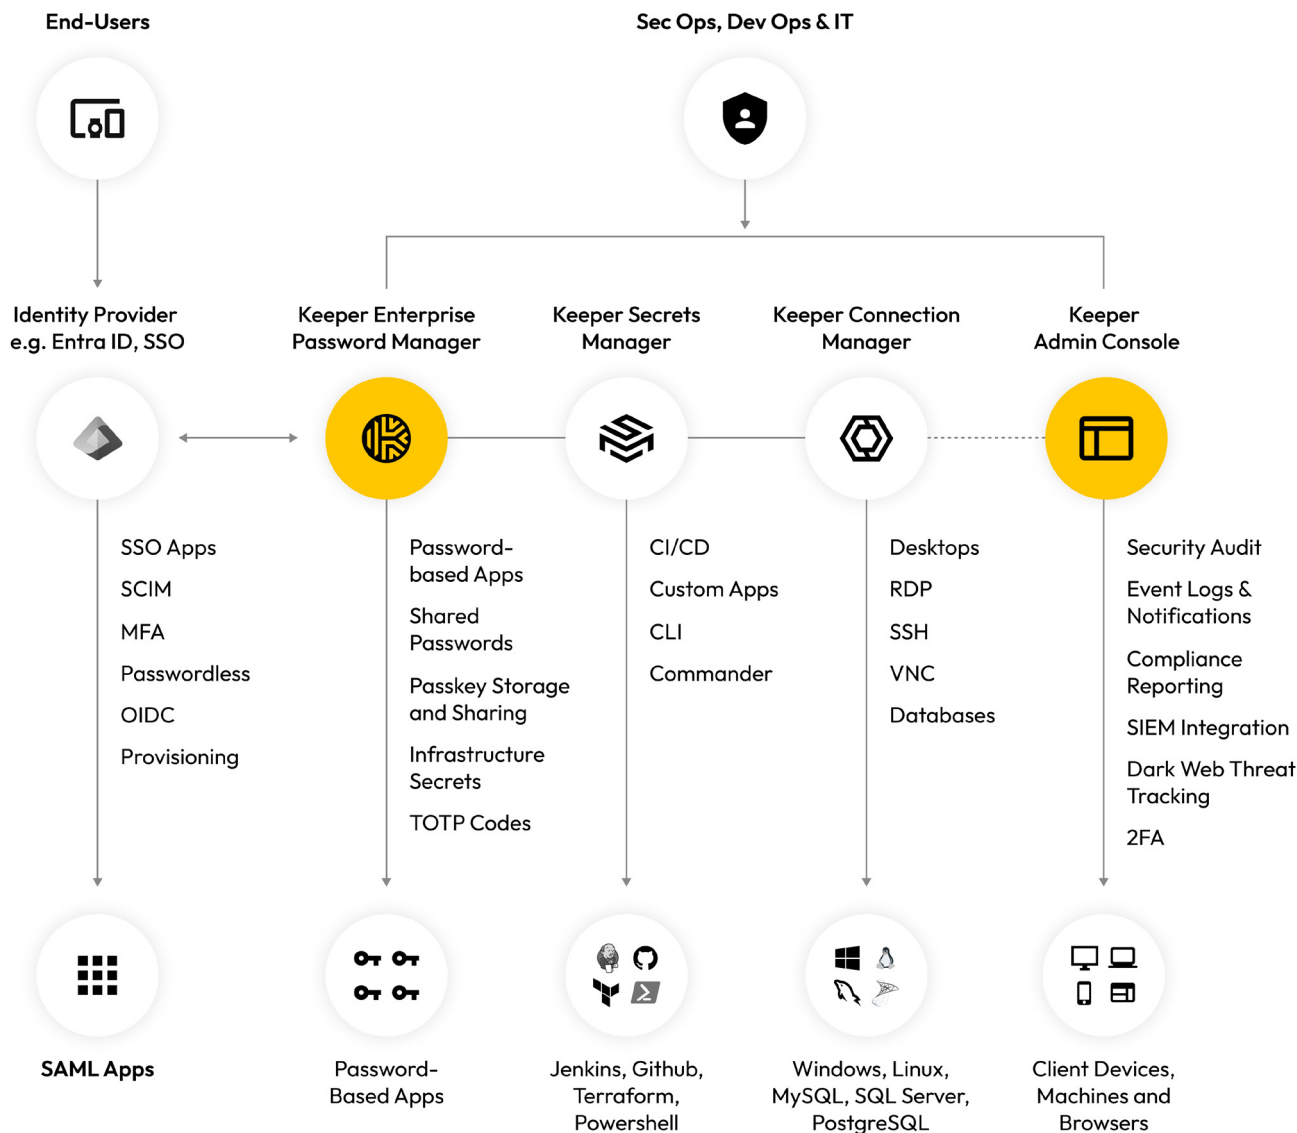 End-Users
Sec Ops, Dev Ops & IT
Identity Provider
e.g. Entra ID, SSO
Keeper Enterprise
Password Manager
Keeper Secrets
Manager
Keeper Connection
Manager
Keeper
Admin Console
SSO Apps
SCIM
MFA
Passwordless
OIDC
Provisioning
Password-
based Apps
Shared
Passwords
Passkey Storage
and Sharing
Infrastructure
Secrets
TOTP Codes
CI/CD
Custom Apps
CLI
Commander
Desktops
RDP
SSH
VNC
Databases
Security Audit
Event Logs &
Notifications
Compliance
Reporting
SIEM Integration
Dark Web Threat
Tracking
2FA
SAML Apps
Password-
Based Apps
Jenkins, Github,
Terraform,
Powershell
Windows, Linux,
MySQL, SQL Server,
PostgreSQL
Client Devices,
Machines and
Browsers